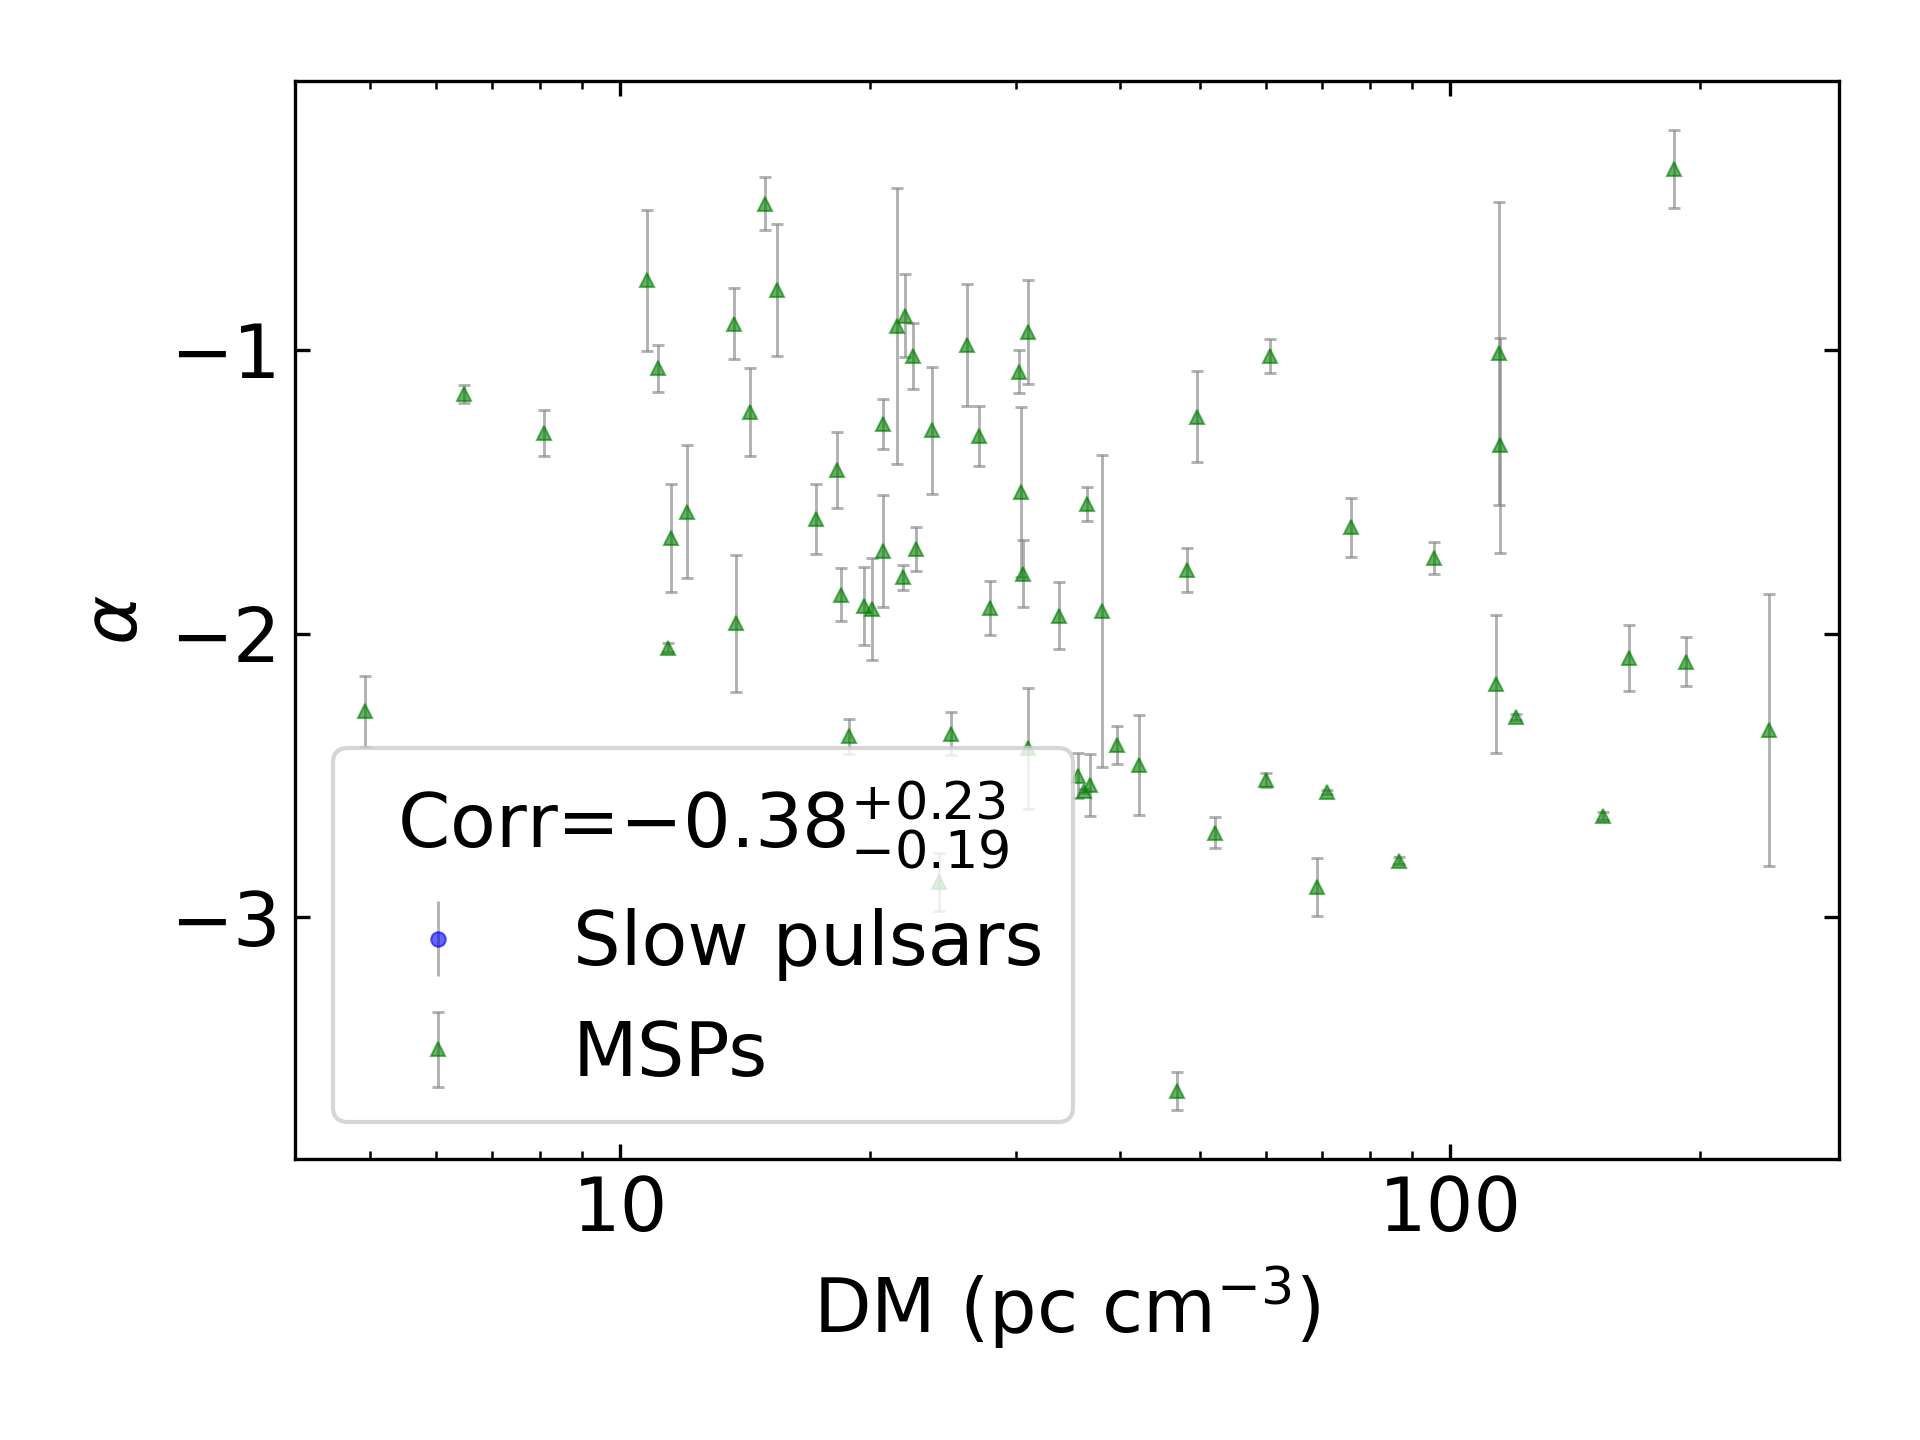 −1
−2
−3
α
Corr=−0.38 +0.23 −0.19
Slow pulsars
MSPs
10 100
DM (pc cm⁻³)